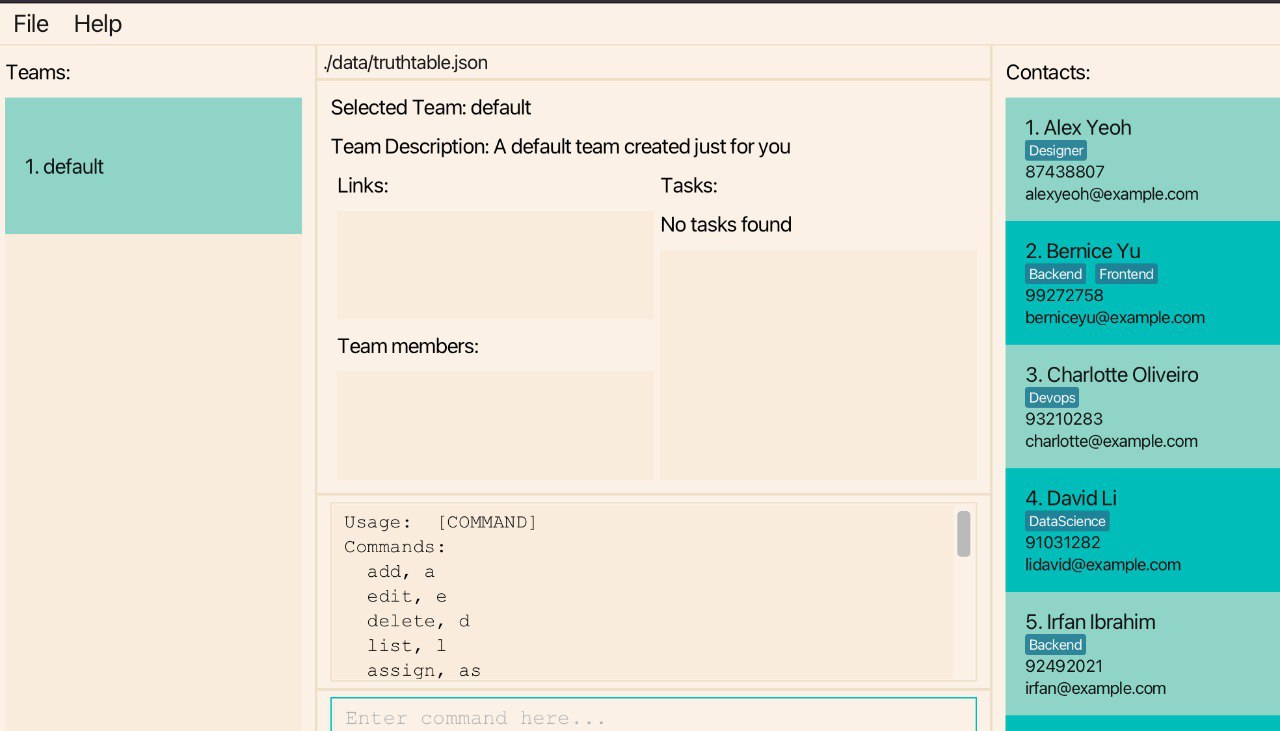 File Help
Teams:
1. default
./data/truthtable.json
Selected Team: default
Team Description: A default team created just for you
Links:
Tasks:
No tasks found
Team members:
Usage:  [COMMAND]
Commands:
  add, a
  edit, e
  delete, d
  list, l
  assign, as
Enter command here...
Contacts:
1. Alex Yeoh
Designer
87438807
alexyeoh@example.com
2. Bernice Yu
Backend Frontend
99272758
berniceyu@example.com
3. Charlotte Oliveiro
Devops
93210283
charlotte@example.com
4. David Li
DataScience
91031282
lidavid@example.com
5. Irfan Ibrahim
Backend
92492021
irfan@example.com